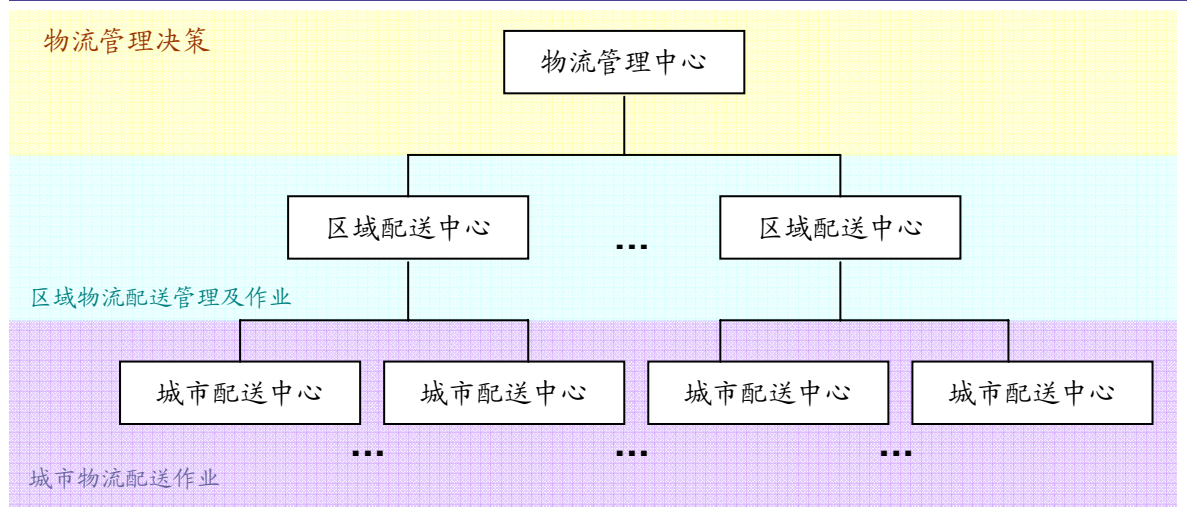 物流管理决策
物流管理中心
区域配送中心 ... 区域配送中心
区域物流配送管理及作业
城市配送中心 城市配送中心 城市配送中心 城市配送中心
... ... ...
城市物流配送作业